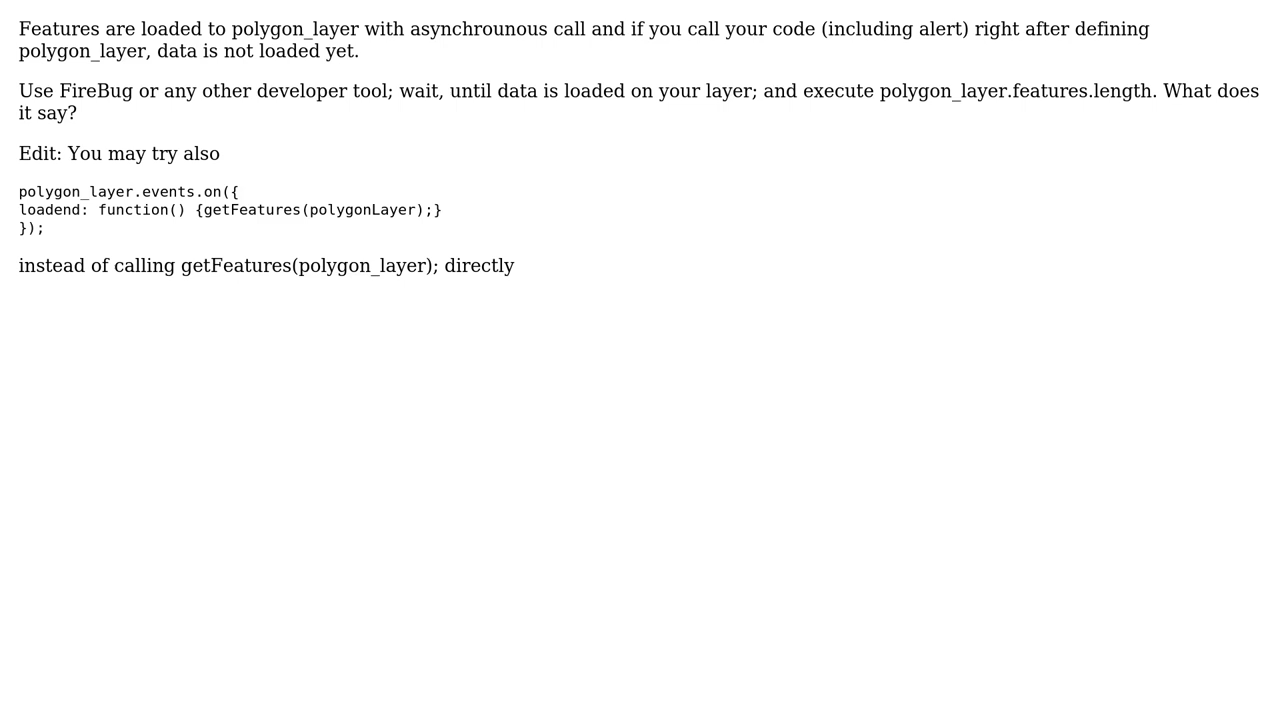 Features are loaded to polygon_layer with asynchrounous call and if you call your code (including alert) right after defining
polygon_layer, data is not loaded yet.
Use FireBug or any other developer tool; wait, until data is loaded on your layer; and execute polygon_layer.features.length. What does
it say?
Edit: You may try also
polygon_layer.events.on({
loadend: function() {getFeatures(polygonLayer);}
});
instead of calling getFeatures(polygon_layer); directly